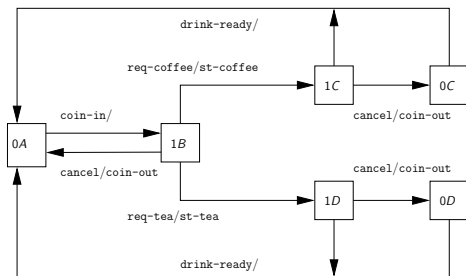 drink-ready/
req-coffee/st-coffee
1C
0C
coin-in/
cancel/coin-out
0A
1B
cancel/coin-out
cancel/coin-out
1D
0D
req-tea/st-tea
drink-ready/